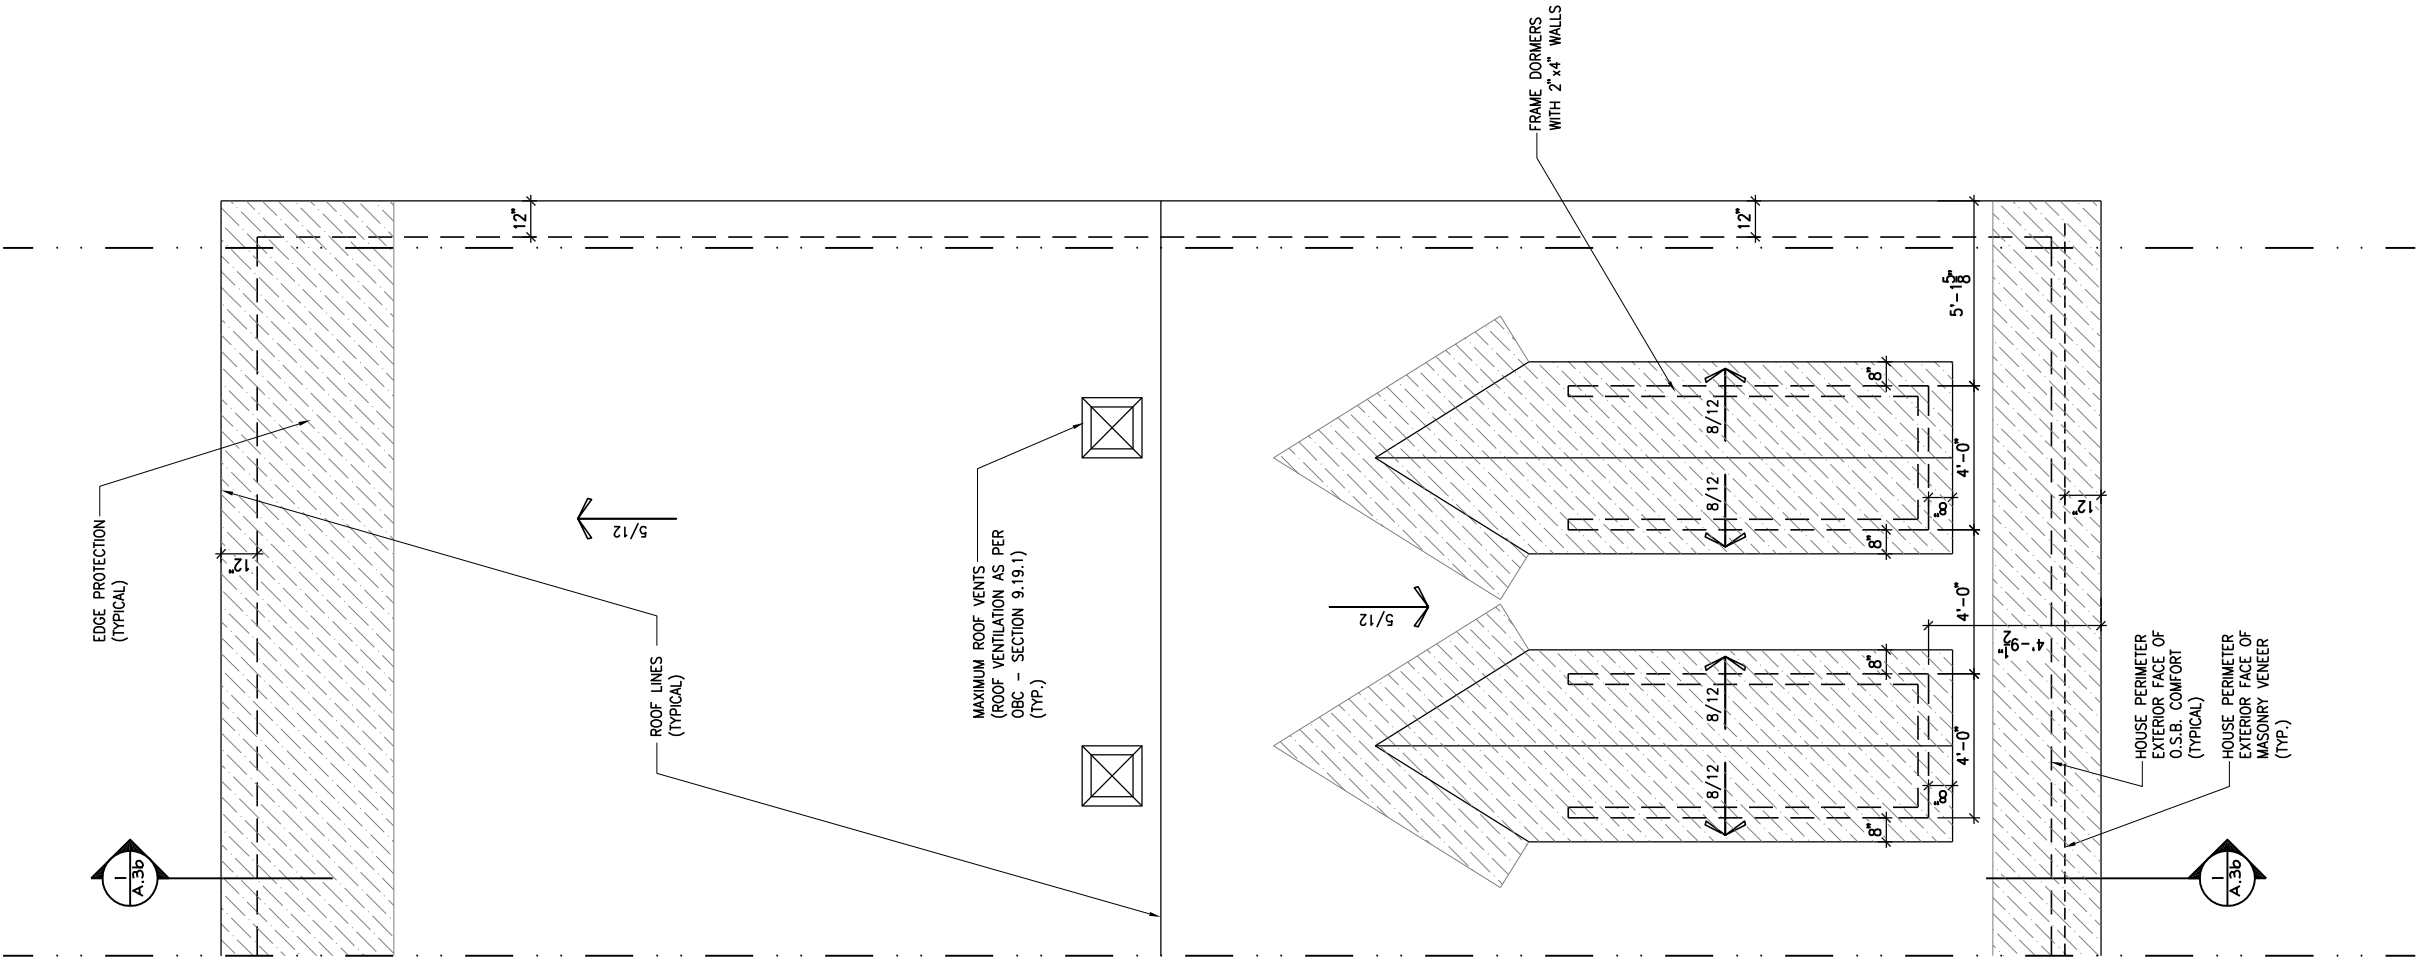 EDGE PROTECTION
(TYPICAL)
1
A.3b
12"
5/12
ROOF LINES
(TYPICAL)
12"
MAXIMUM ROOF VENTS
(ROOF VENTILATION AS PER
OBC - SECTION 9.19.1)
(TYP.)
FRAME DORMERS
WITH 2"x4" WALLS
12"
5/12
8/12
8/12
8"
8"
8"
8/12
8/12
8"
8"
8"
5'-1 5/8"
4'-0"
4'-0"
4'-0"
4'-9 1/2"
12"
HOUSE PERIMETER
EXTERIOR FACE OF
O.S.B. COMFORT
(TYPICAL)
HOUSE PERIMETER
EXTERIOR FACE OF
MASONRY VENEER
(TYP.)
1
A.3b